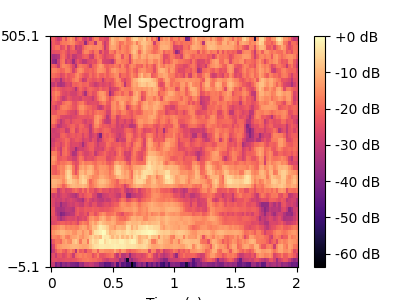 Mel Spectrogram
505.1
−5.1
0
0.5
1
1.5
2
+0 dB
-10 dB
-20 dB
-30 dB
-40 dB
-50 dB
-60 dB